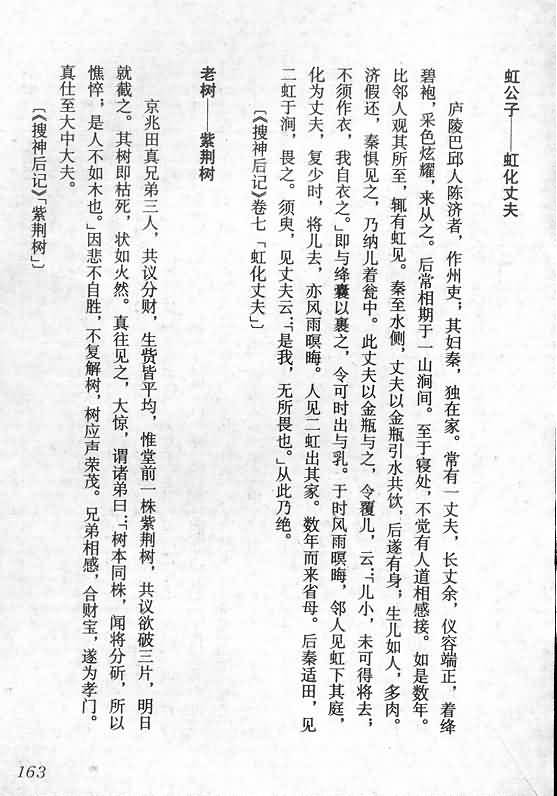 虹公子——虹化丈夫
庐陵巴邱人陈济者，作州吏；其妇秦，独在家。常有一丈夫，长丈余，仪容端正，着绛
碧袍，采色炫耀，来从之。后常相期于一山涧间。至于寝处，不觉有人道相感接。如是数年。
比邻人观其所至，辄有虹见。秦至水侧，丈夫以金瓶引水共饮，后遂有身；生儿如人，多肉。
济假还，秦惧见之，乃纳儿着瓮中。此丈夫以金瓶与之，令覆儿，云：“儿小，未可得将去；
不须作衣，我自衣之。”即与绛囊以裹之，令可时出与乳。于时风雨暝晦，邻人见虹下其庭，
化为丈夫，复少时，将儿去，亦风雨暝晦。人见二虹出其家。数年而来省母。后秦适田，见
二虹于涧，畏之。须臾，见丈夫云：“是我，无所畏也。”从此乃绝。
〔《搜神后记》卷七「虹化丈夫」〕
老树——紫荆树
京兆田真兄弟三人，共议分财，生赀皆平均，惟堂前一株紫荆树，共议欲破三片，明日
就截之。其树即枯死，状如火然。真往见之，大惊，谓诸弟曰：“树本同株，闻将分斫，所以
憔悴；是人不如木也。”因悲不自胜，不复解树，树应声荣茂。兄弟相感，合财宝，遂为孝门。
真仕至大中大夫。
〔《搜神后记》「紫荆树」〕
163